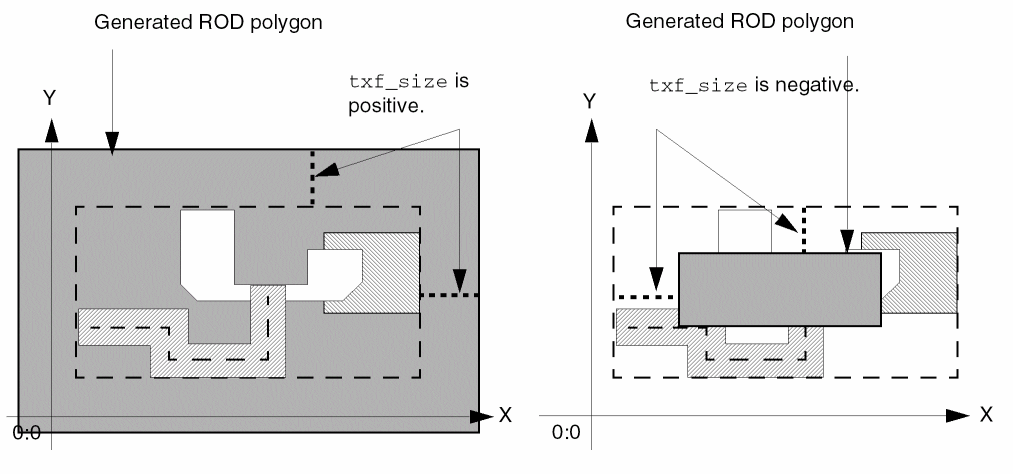 Generated ROD polygon
txf_size is
positive.
Y
X
0:0
Generated ROD polygon
txf_size is negative.
Y
X
0:0